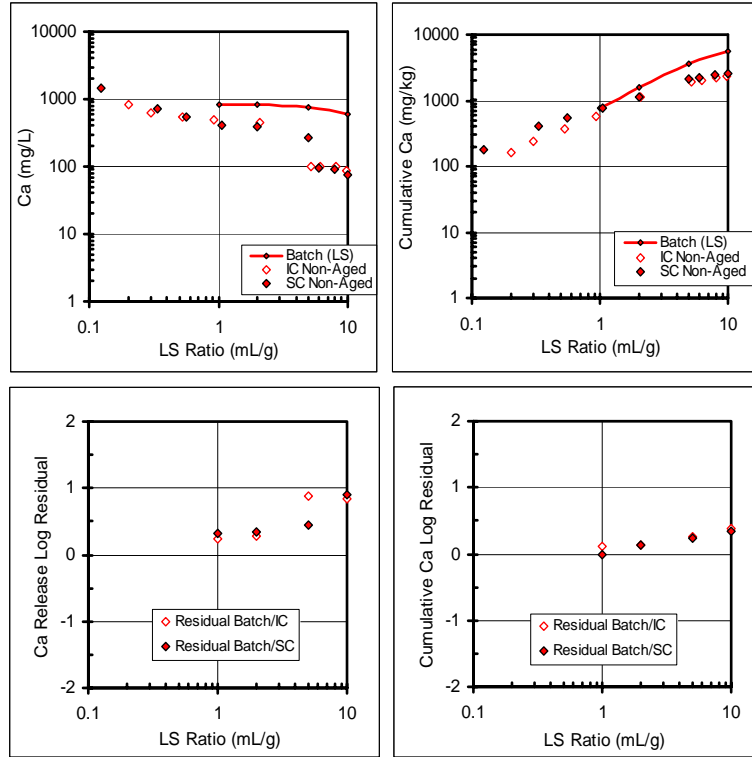 10000
1000
100
10
1
Ca (mg/L)
Batch (LS)
IC Non-Aged
SC Non-Aged
0.1 1 10
LS Ratio (mL/g)
10000
1000
100
10
1
Cumulative Ca (mg/kg)
Batch (LS)
IC Non-Aged
SC Non-Aged
0.1 1 10
LS Ratio (mL/g)
2
1
0
-1
-2
Ca Release Log Residual
Residual Batch/IC
Residual Batch/SC
0.1 1 10
LS Ratio (mL/g)
2
1
0
-1
-2
Cumulative Ca Log Residual
Residual Batch/IC
Residual Batch/SC
0.1 1 10
LS Ratio (mL/g)